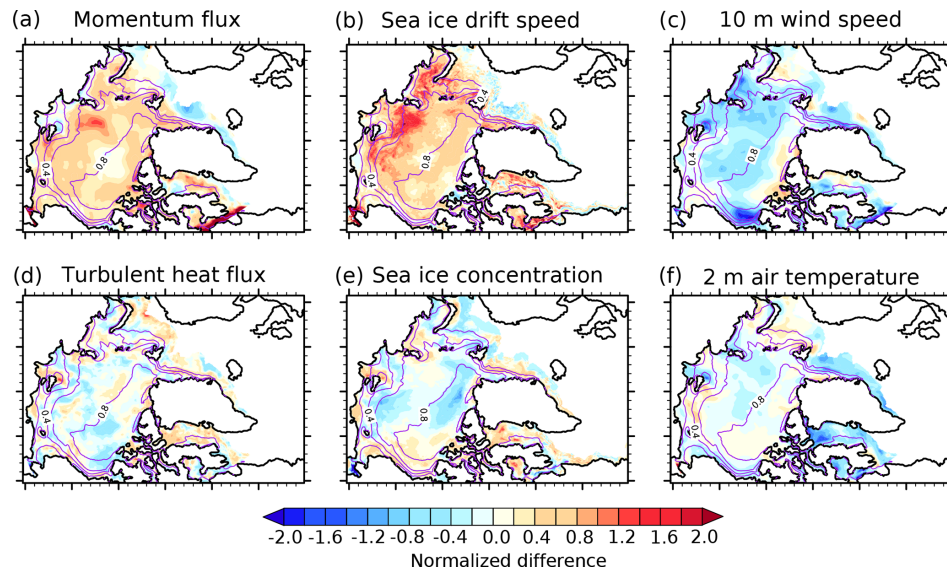 (a) Momentum flux
(b) Sea ice drift speed
(c) 10 m wind speed
0.4
0.8
0.4
0.4
0.8
0.4
0.8
(d) Turbulent heat flux
(e) Sea ice concentration
(f) 2 m air temperature
0.4
0.8
0.4
0.8
0.4
0.8
-2.0 -1.6 -1.2 -0.8 -0.4 0.0 0.4 0.8 1.2 1.6 2.0
Normalized difference